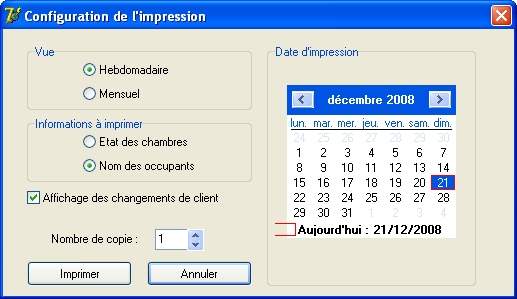 Configuration de l'impression
Vue
Hebdomadaire
Mensuel
Informations à imprimer
Etat des chambres
Nom des occupants
Affichage des changements de client
Nombre de copie : 1
Imprimer Annuler
Date d'impression
décembre 2008
lun. mar. mer. jeu. ven. sam. dim.
24 25 26 27 28 29 30
1 2 3 4 5 6 7
8 9 10 11 12 13 14
15 16 17 18 19 20 21
22 23 24 25 26 27 28
29 30 31 1 2 3 4
Aujourd'hui : 21/12/2008